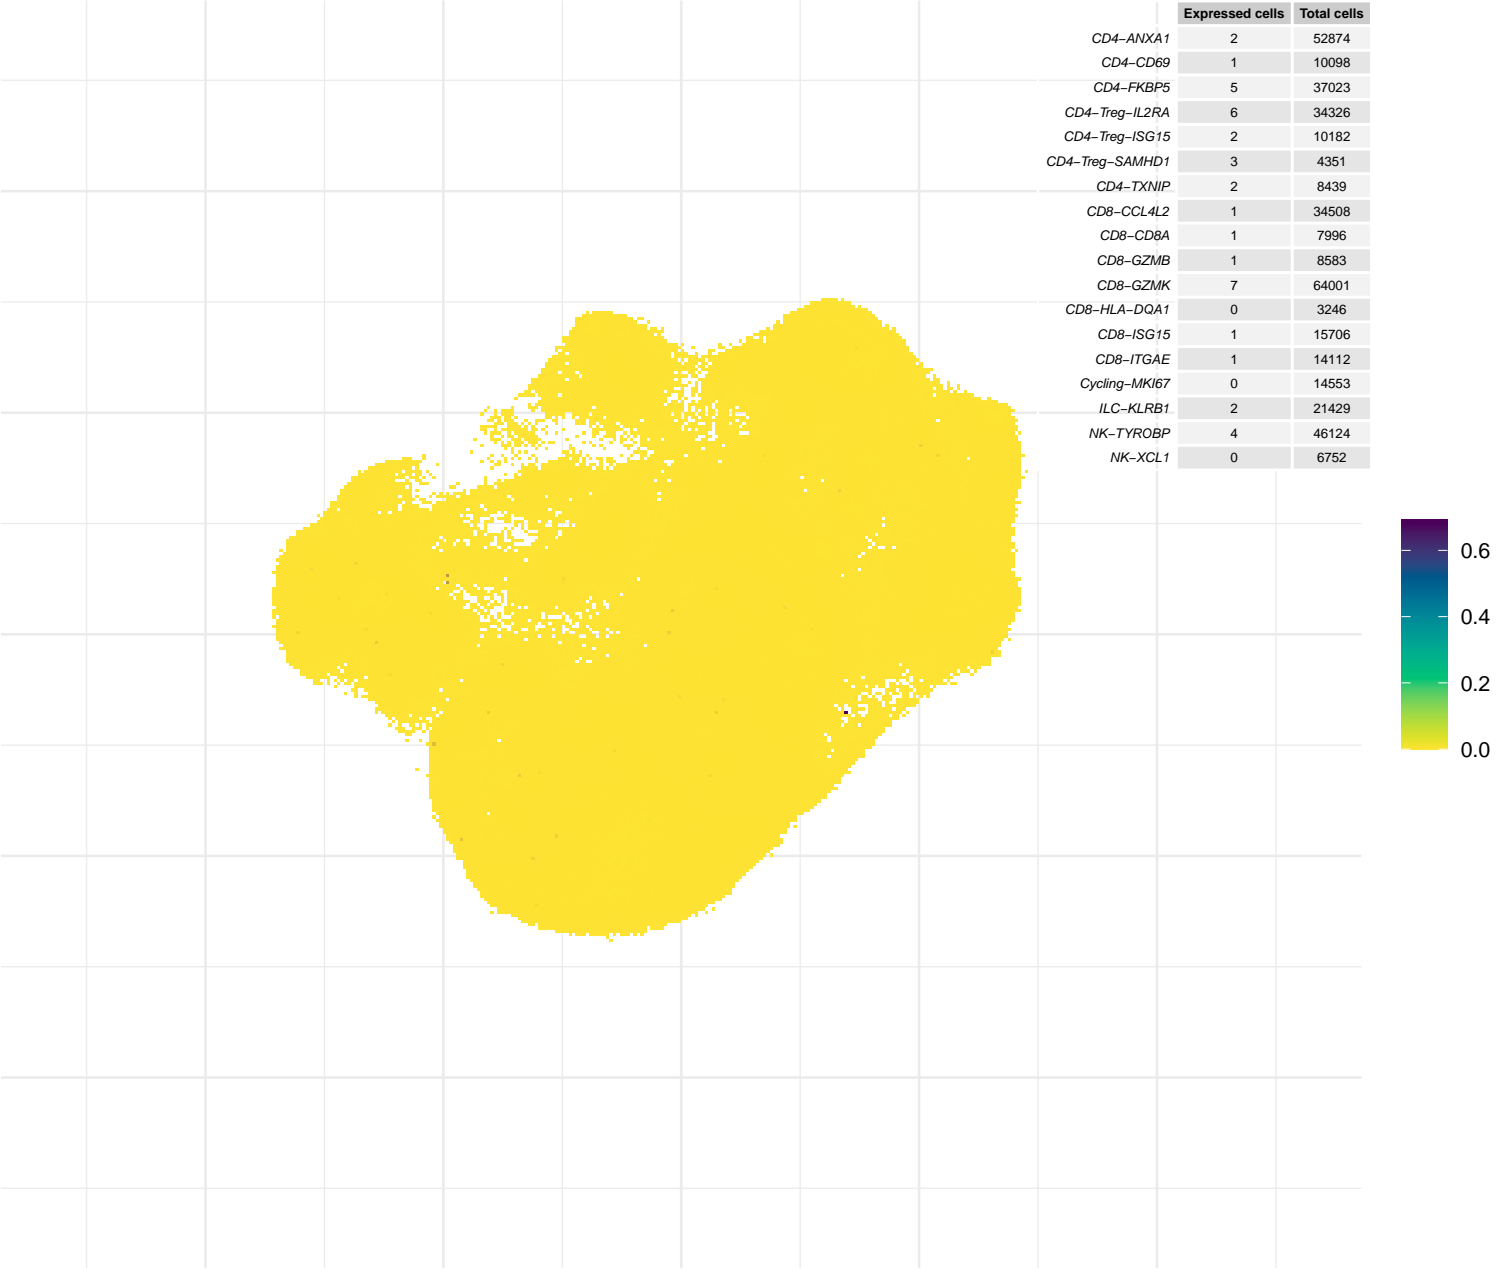 Expressed cells Total cells
CD4−ANXA1 2 52874
CD4−CD69 1 10098
CD4−FKBP5 5 37023
CD4−Treg−IL2RA 6 34326
CD4−Treg−ISG15 2 10182
CD4−Treg−SAMHD1 3 4351
CD4−TXNIP 2 8439
CD8−CCL4L2 1 34508
CD8−CD8A 1 7996
CD8−GZMB 1 8583
CD8−GZMK 7 64001
CD8−HLA−DQA1 0 3246
CD8−ISG15 1 15706
CD8−ITGAE 1 14112
Cycling−MKI67 0 14553
ILC−KLRB1 2 21429
NK−TYROBP 4 46124
NK−XCL1 0 6752
0.6
0.4
0.2
0.0